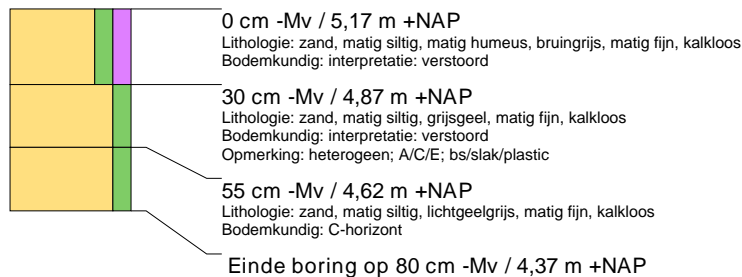 0 cm -Mv / 5,17 m +NAP
Lithologie: zand, matig siltig, matig humeus, bruingrijs, matig fijn, kalkloos
Bodemkundig: interpretatie: verstoord
30 cm -Mv / 4,87 m +NAP
Lithologie: zand, matig siltig, grijsgeel, matig fijn, kalkloos
Bodemkundig: interpretatie: verstoord
Opmerking: heterogeen; A/C/E; bs/slak/plastic
55 cm -Mv / 4,62 m +NAP
Lithologie: zand, matig siltig, lichtgeelgrijs, matig fijn, kalkloos
Bodemkundig: C-horizont
Einde boring op 80 cm -Mv / 4,37 m +NAP